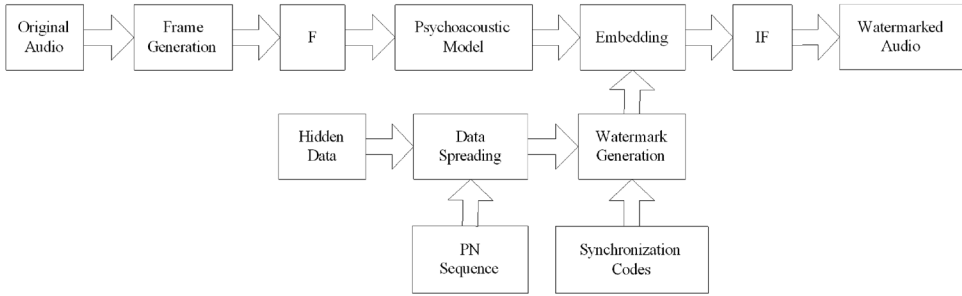 Original
Audio
Frame
Generation
F
Psychoacoustic
Model
Embedding
IF
Watermarked
Audio
Hidden
Data
Data
Spreading
Watermark
Generation
PN
Sequence
Synchronization
Codes